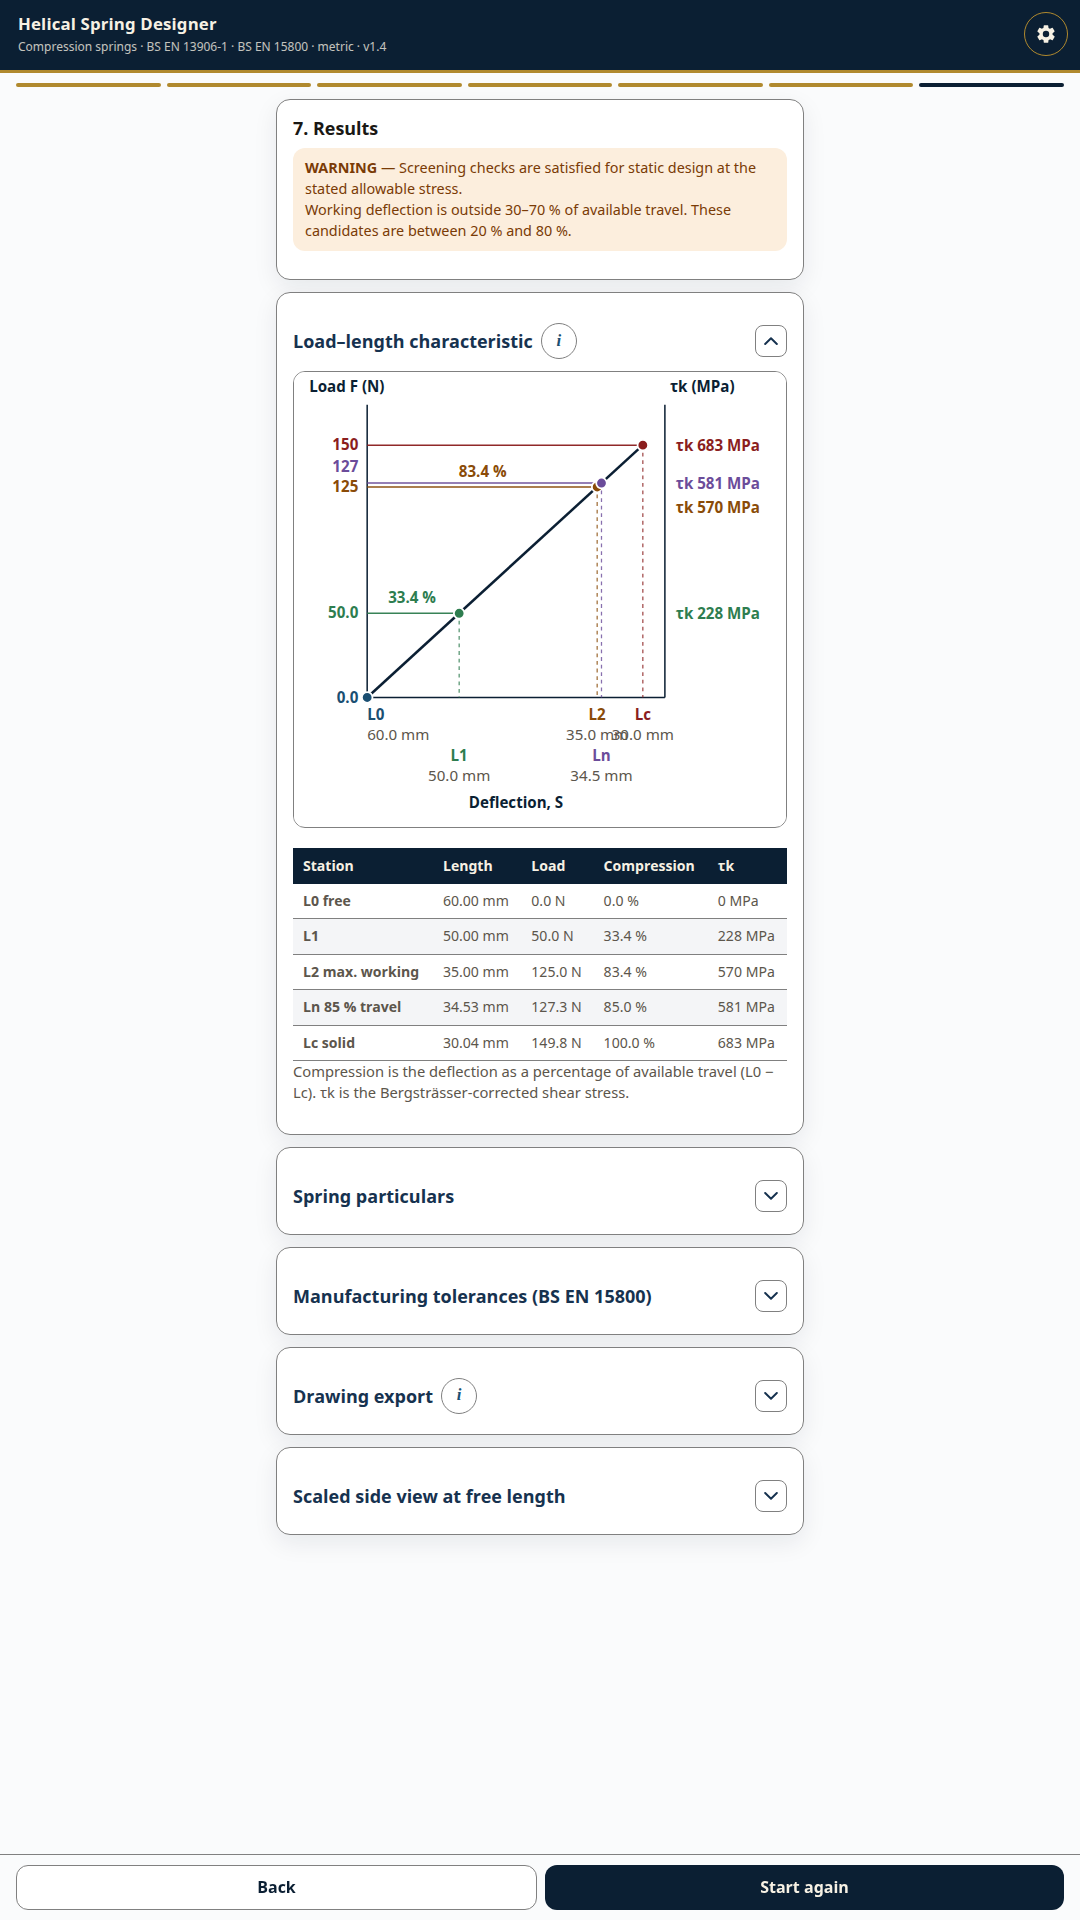 Helical Spring Designer
Compression springs · BS EN 13906-1 · BS EN 15800 · metric · v1.4
7. Results
WARNING — Screening checks are satisfied for static design at the
stated allowable stress.
Working deflection is outside 30–70 % of available travel. These
candidates are between 20 % and 80 %.
Load–length characteristic i
Load F (N) τk (MPa)
150 τk 683 MPa
127 τk 581 MPa
83.4 %
125 τk 570 MPa
33.4 %
50.0 τk 228 MPa
0.0
L0 L2 Lc
60.0 mm 35.0 mm 30.0 mm
L1 Ln
50.0 mm 34.5 mm
Deflection, S
Station Length Load Compression τk
L0 free 60.00 mm 0.0 N 0.0 % 0 MPa
L1 50.00 mm 50.0 N 33.4 % 228 MPa
L2 max. working 35.00 mm 125.0 N 83.4 % 570 MPa
Ln 85 % travel 34.53 mm 127.3 N 85.0 % 581 MPa
Lc solid 30.04 mm 149.8 N 100.0 % 683 MPa
Compression is the deflection as a percentage of available travel (L0 −
Lc). τk is the Bergsträsser-corrected shear stress.
Spring particulars
Manufacturing tolerances (BS EN 15800)
Drawing export i
Scaled side view at free length
Back
Start again